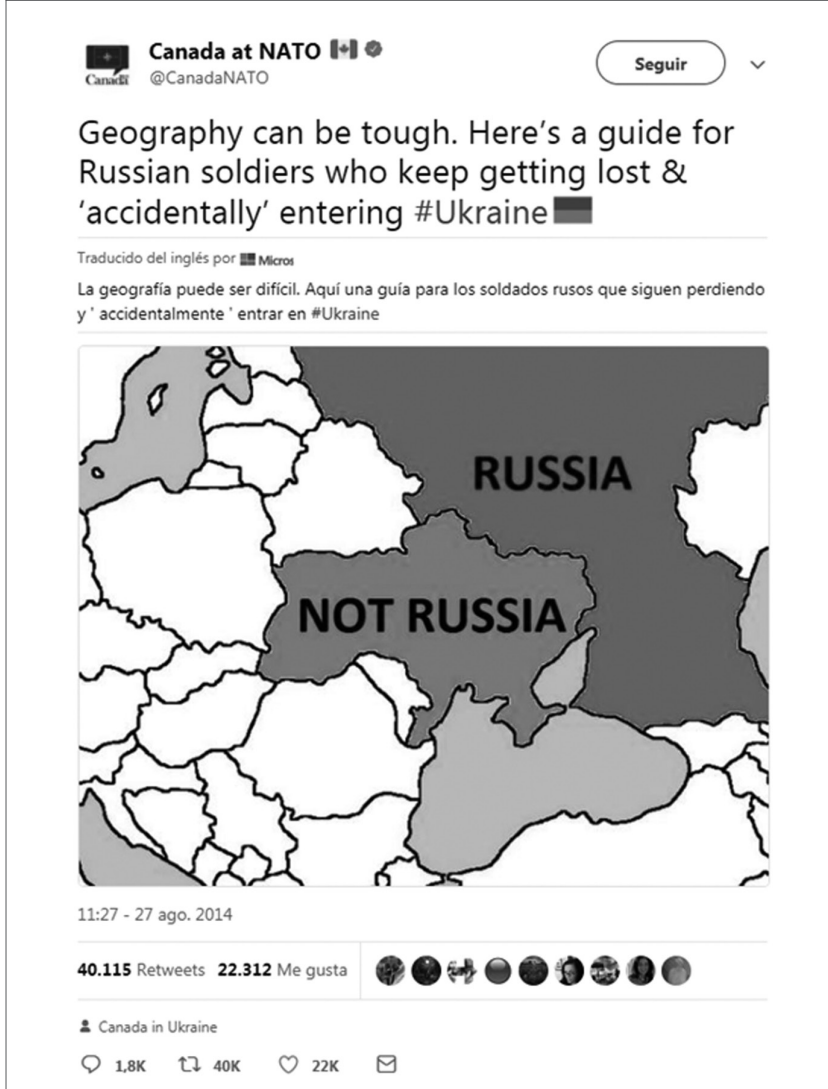 Canada at NATO
Canada
@CanadaNATO
Seguir
Geography can be tough. Here's a guide for
Russian soldiers who keep getting lost &
‘accidentally’ entering #Ukraine
Traducido del inglés por Micros
La geografía puede ser difícil. Aquí una guía para los soldados rusos que siguen perdiendo
y ' accidentalmente ' entrar en #Ukraine
RUSSIA
NOT RUSSIA
11:27 - 27 ago. 2014
40.115 Retweets 22.312 Me gusta
Canada in Ukraine
1,8K 40K 22K